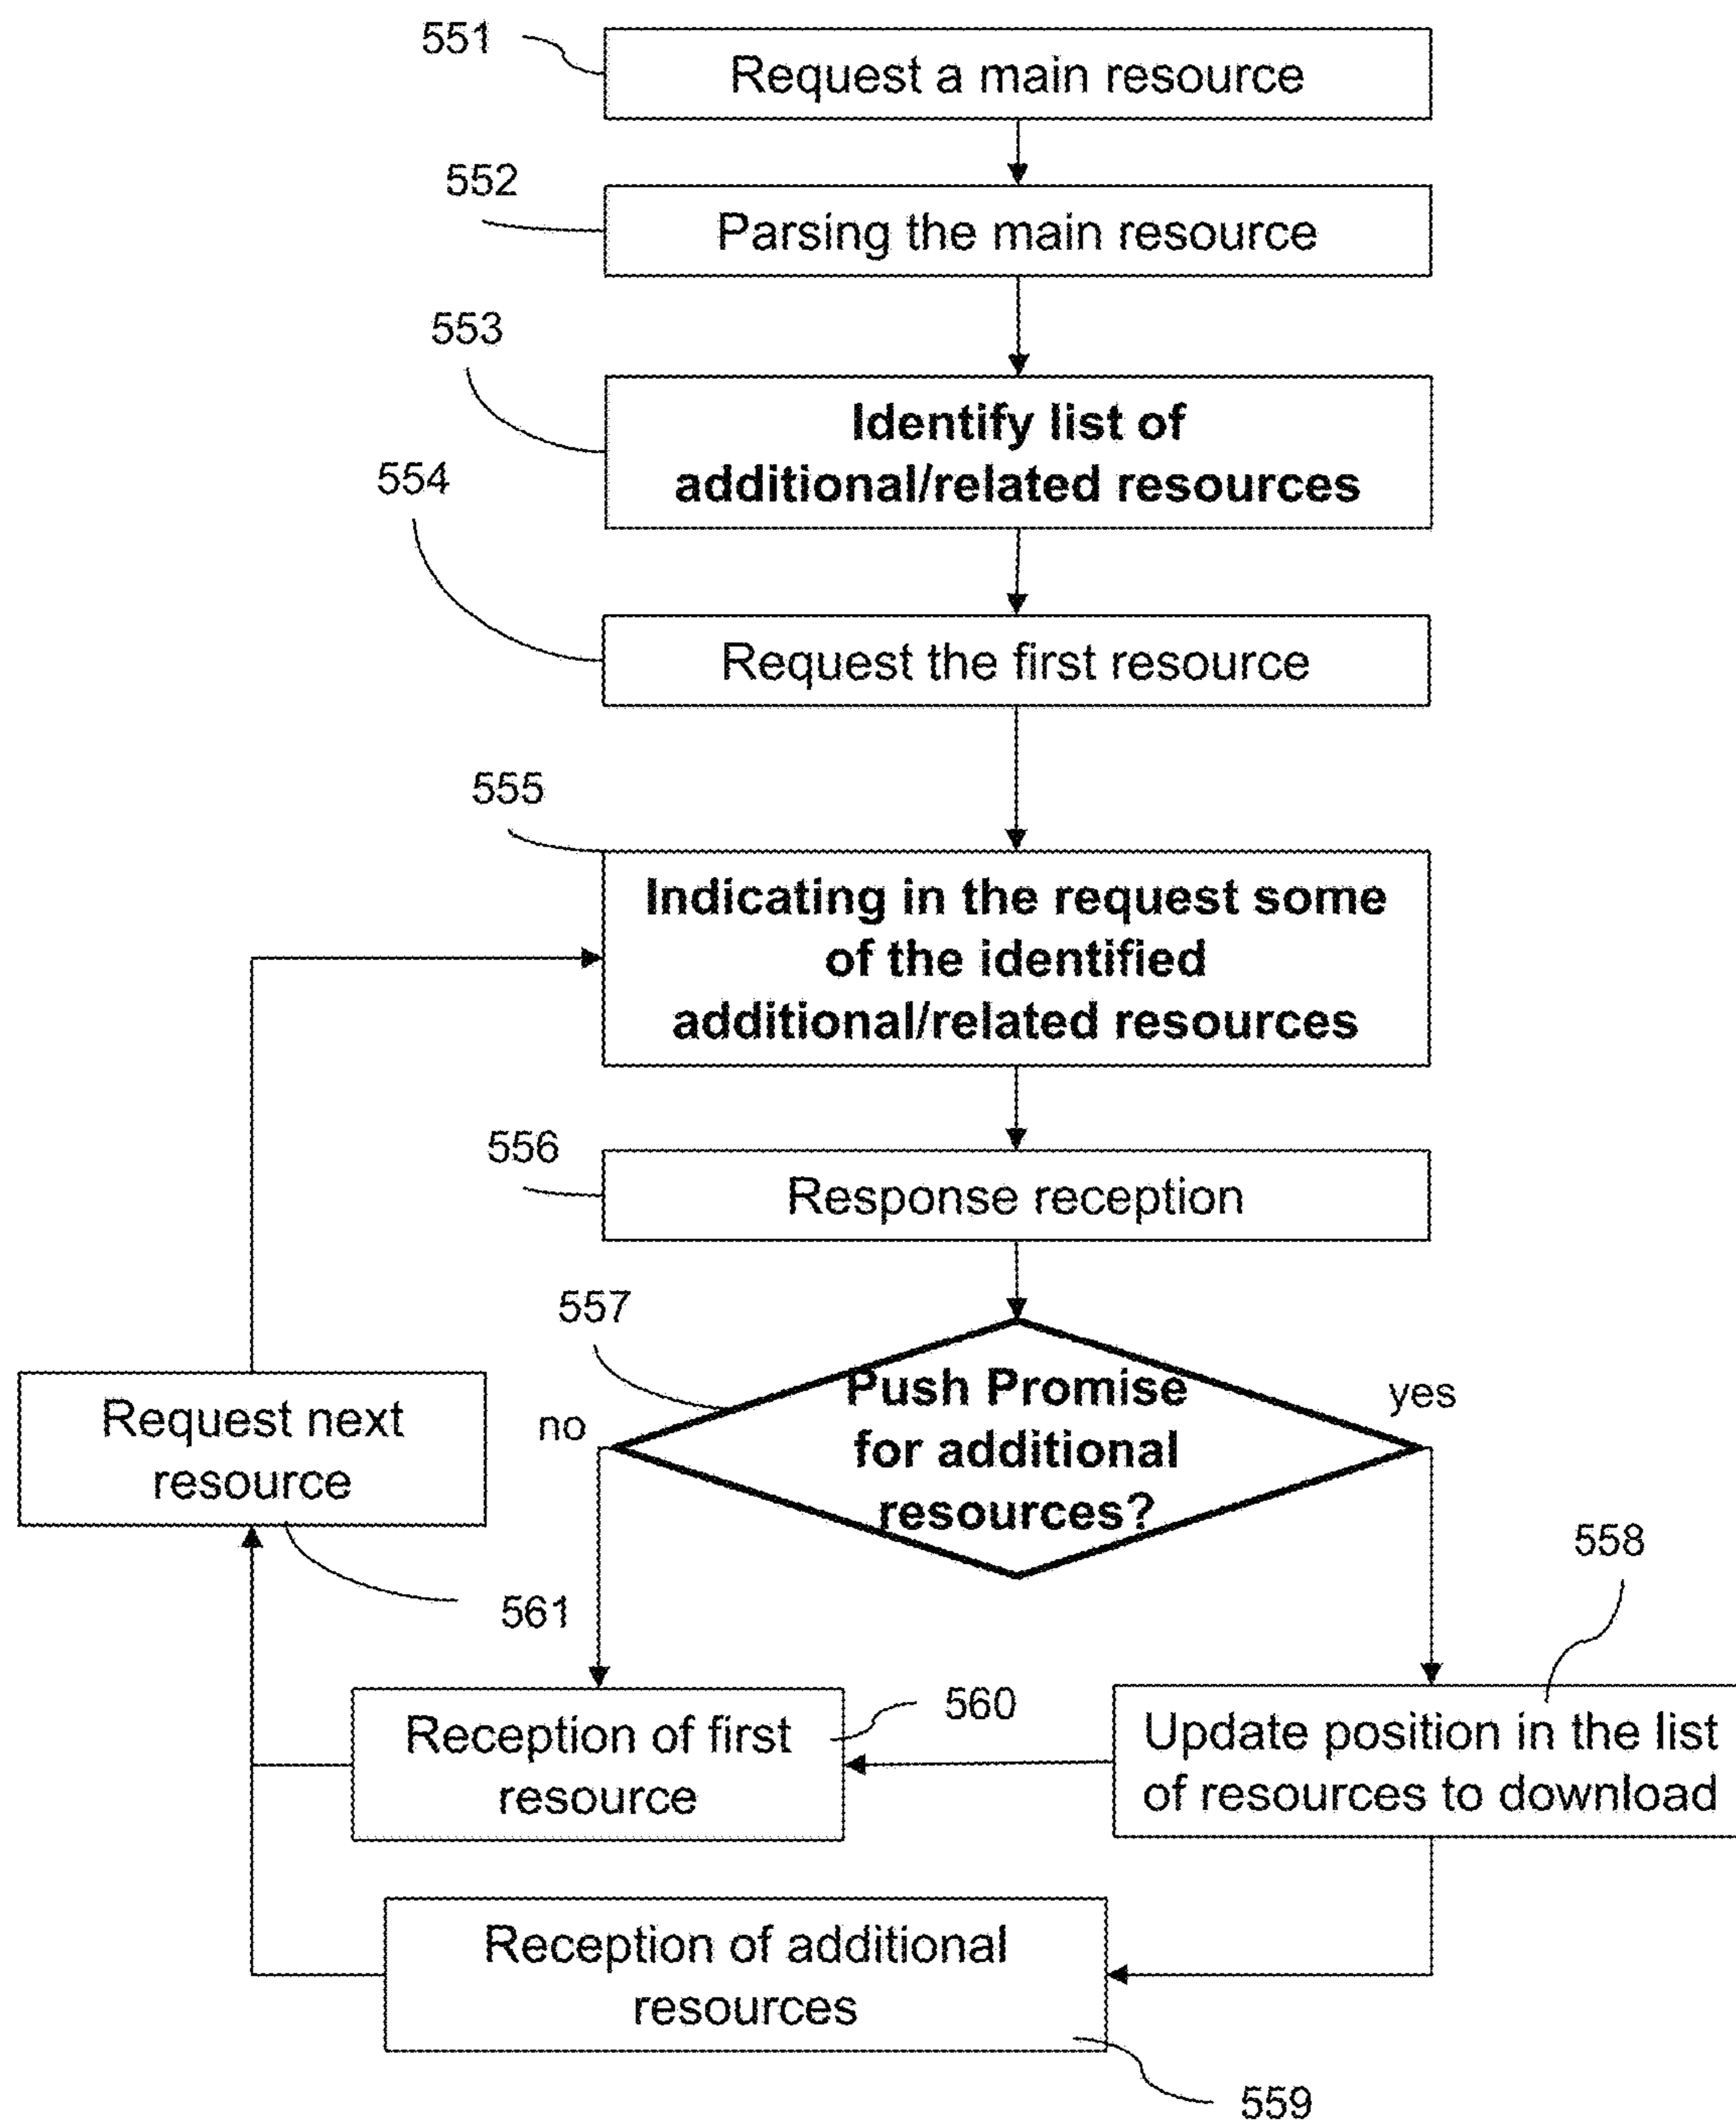 551
Request a main resource
552
Parsing the main resource
553
Identify list of
additional/related resources
554
Request the first resource
555
Indicating in the request some
of the identified
additional/related resources
556
Response reception
557
Push Promise
for additional
resources?
no
yes
Request next
resource
561
558
Update position in the list
of resources to download
560
Reception of first
resource
Reception of additional
resources
559